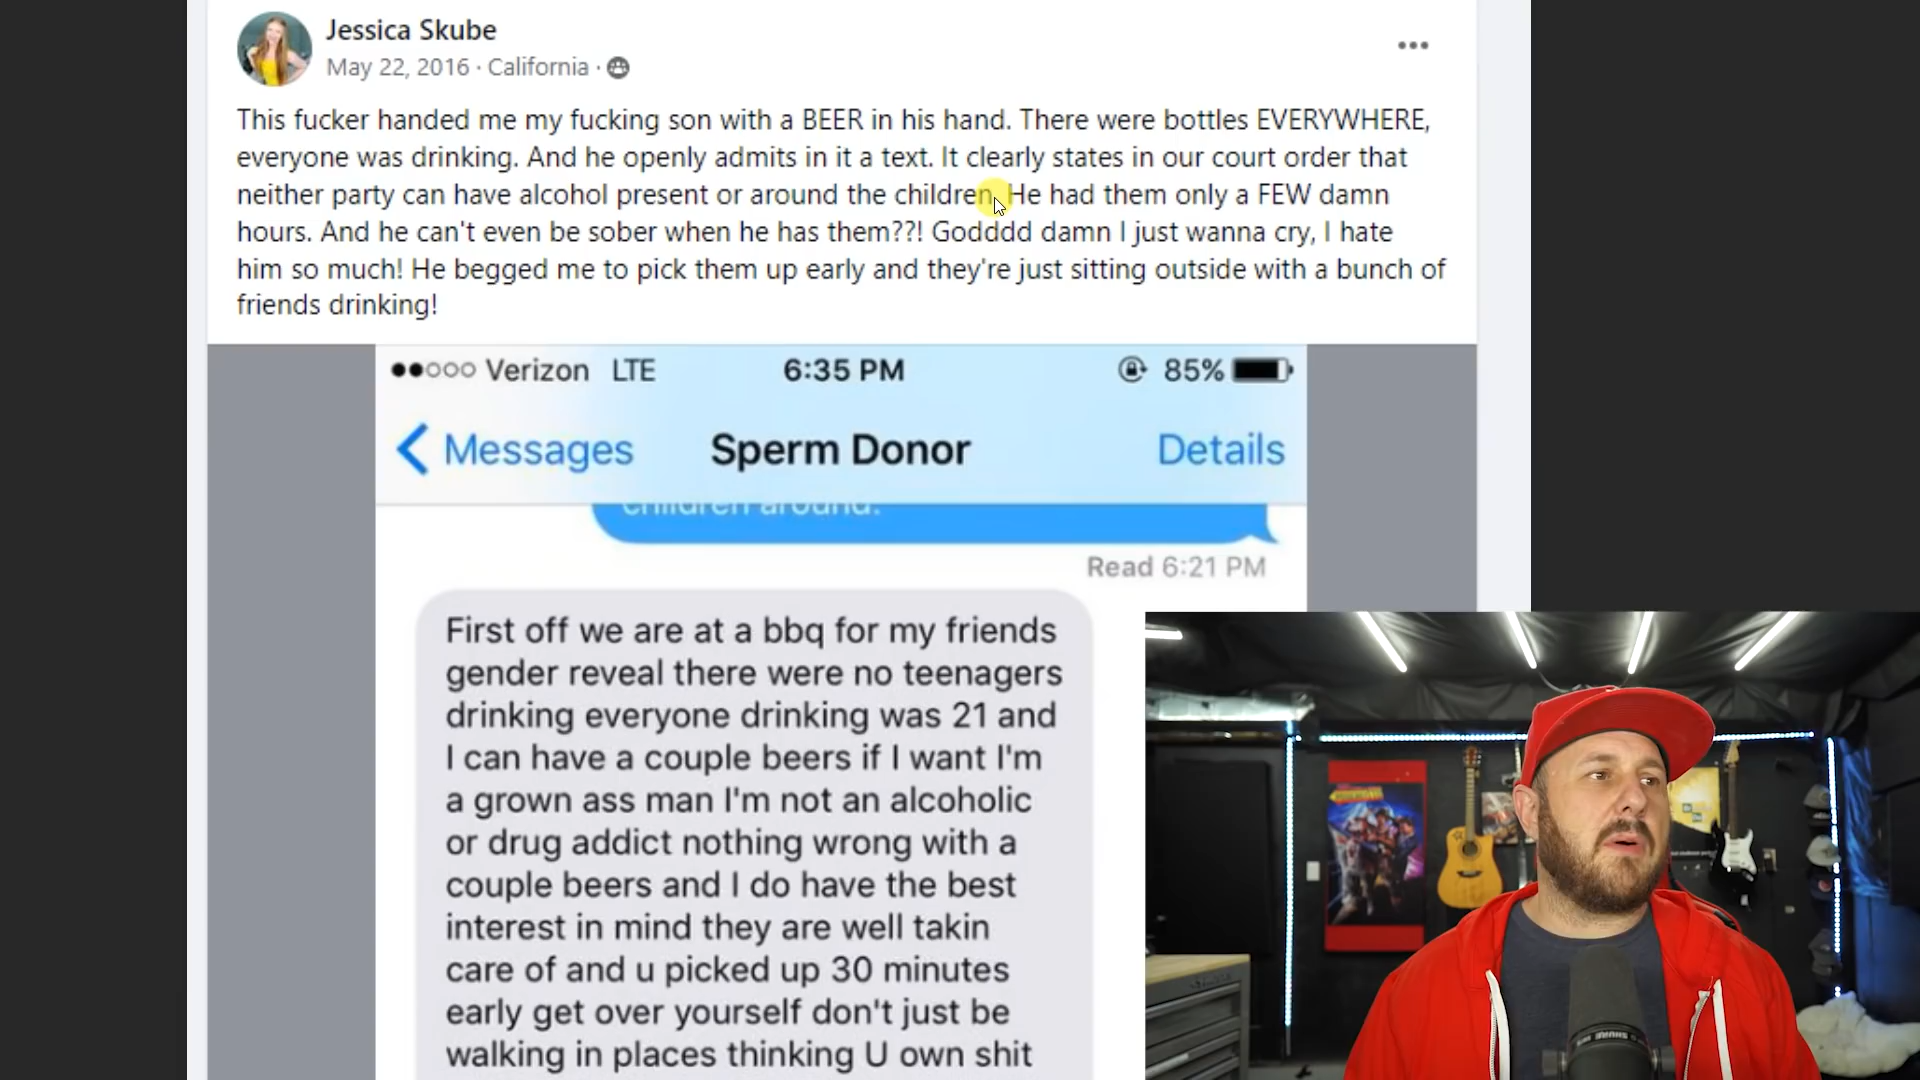 Jessica Skube
May 22, 2016 · California ·
This fucker handed me my fucking son with a BEER in his hand. There were bottles EVERYWHERE,
everyone was drinking. And he openly admits in it a text. It clearly states in our court order that
neither party can have alcohol present or around the children. He had them only a FEW damn
hours. And he can't even be sober when he has them??! Godddd damn I just wanna cry, I hate
him so much! He begged me to pick them up early and they're just sitting outside with a bunch of
friends drinking!
Verizon LTE 6:35 PM 85%
Messages Sperm Donor Details
children around.
Read 6:21 PM
First off we are at a bbq for my friends
gender reveal there were no teenagers
drinking everyone drinking was 21 and
I can have a couple beers if I want I'm
a grown ass man I'm not an alcoholic
or drug addict nothing wrong with a
couple beers and I do have the best
interest in mind they are well takin
care of and u picked up 30 minutes
early get over yourself don't just be
walking in places thinking U own shit